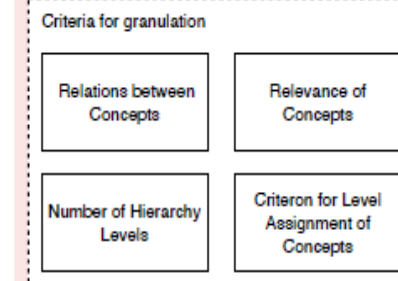 Criteria for granulation
Relations between
Concepts
Relevance of
Concepts
Number of Hierarchy
Levels
Criteron for Level
Assignment of
Concepts